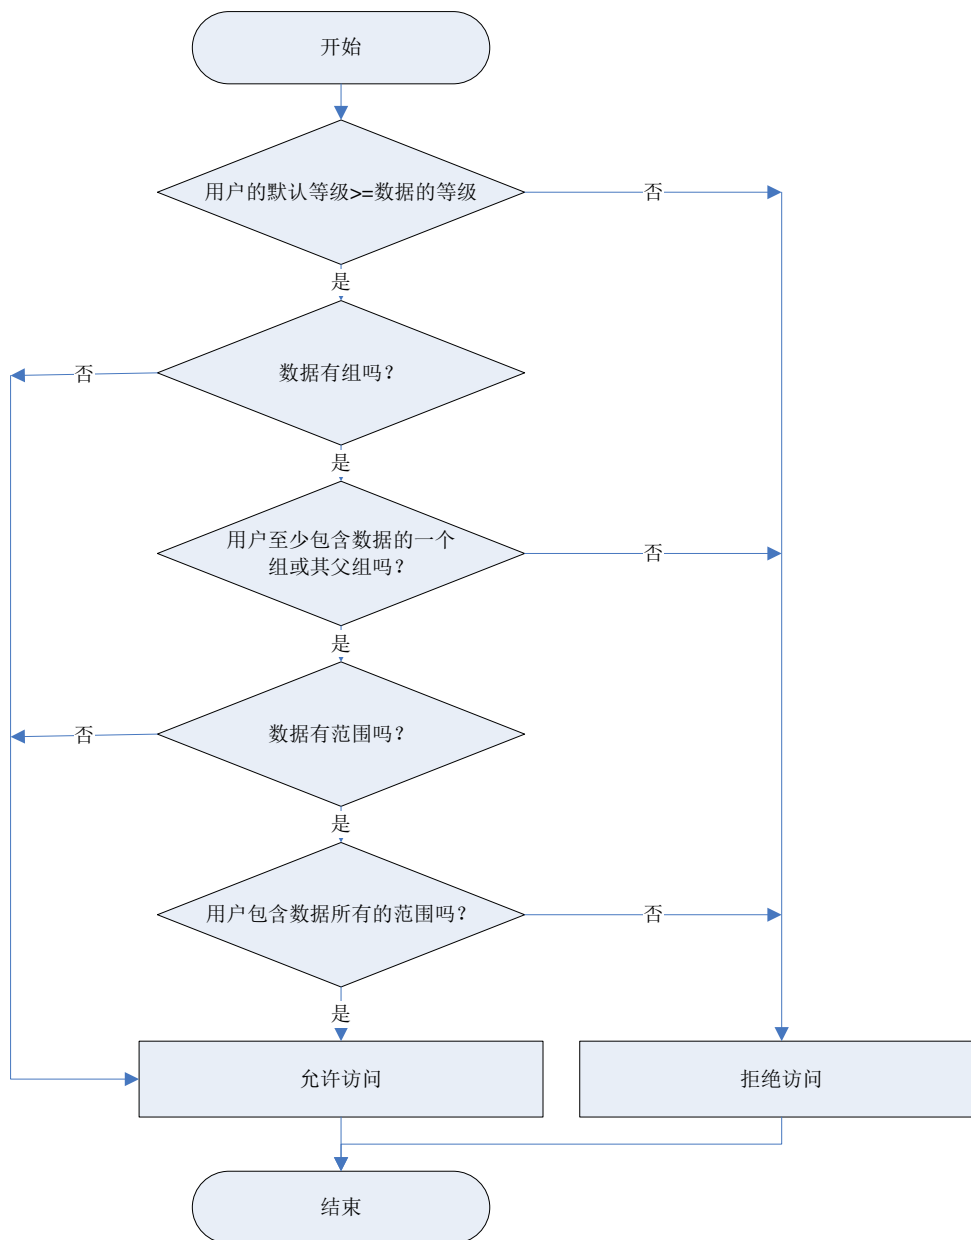 开始
用户的默认等级>=数据的等级
否
是
数据有组吗？
否
是
用户至少包含数据的一个
组或其父组吗？
否
是
数据有范围吗？
否
是
用户包含数据所有的范围吗？
否
是
允许访问
拒绝访问
结束